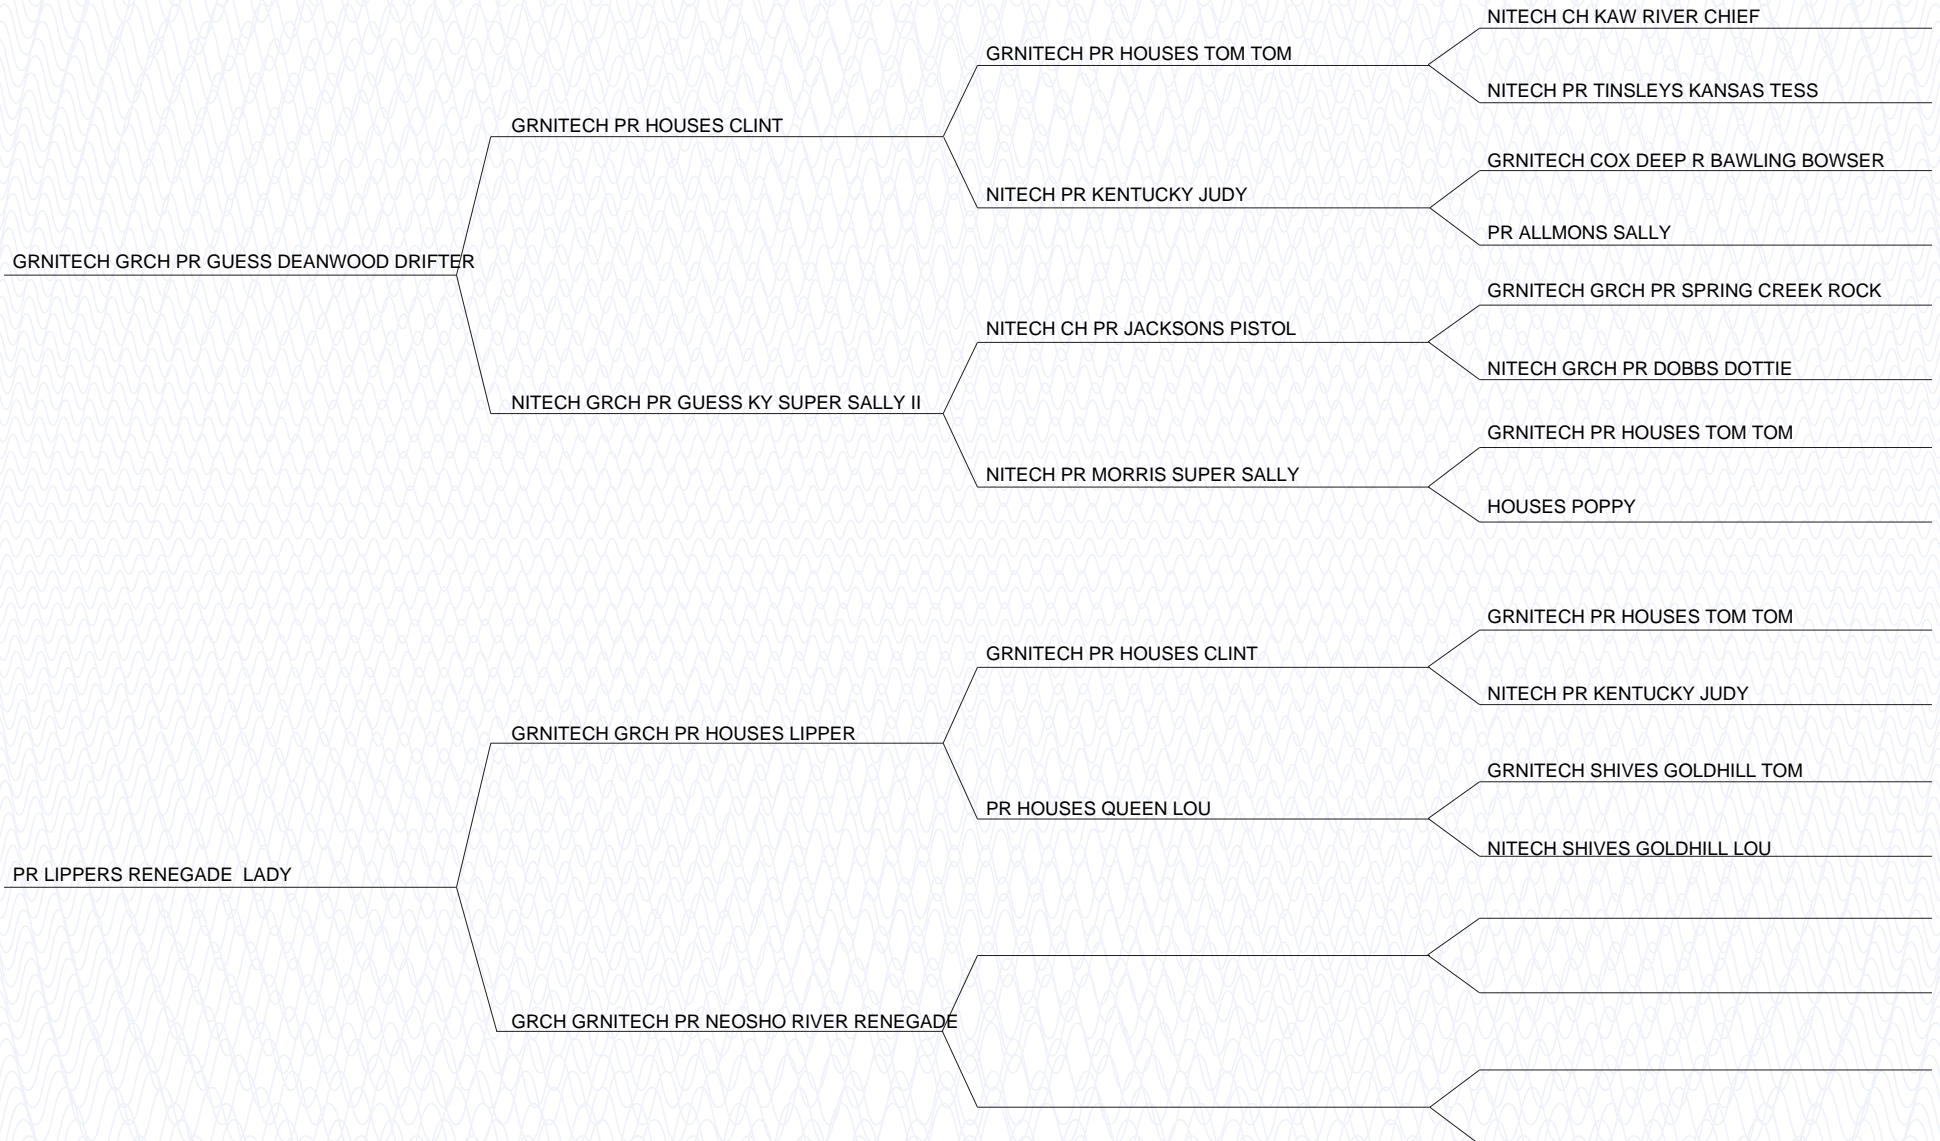 NITECH CH KAW RIVER CHIEF
GRNITECH PR HOUSES TOM TOM
NITECH PR TINSLEYS KANSAS TESS
GRNITECH PR HOUSES CLINT
GRNITECH COX DEEP R BAWLING BOWSER
NITECH PR KENTUCKY JUDY
PR ALLMONS SALLY
GRNITECH GRCH PR GUESS DEANWOOD DRIFTER
GRNITECH GRCH PR SPRING CREEK ROCK
NITECH CH PR JACKSONS PISTOL
NITECH GRCH PR DOBBS DOTTIE
NITECH GRCH PR GUESS KY SUPER SALLY II
GRNITECH PR HOUSES TOM TOM
NITECH PR MORRIS SUPER SALLY
HOUSES POPPY
GRNITECH PR HOUSES TOM TOM
GRNITECH PR HOUSES CLINT
NITECH PR KENTUCKY JUDY
GRNITECH GRCH PR HOUSES LIPPER
GRNITECH SHIVES GOLDHILL TOM
PR HOUSES QUEEN LOU
NITECH SHIVES GOLDHILL LOU
PR LIPPERS RENEGADE  LADY
GRCH GRNITECH PR NEOSHO RIVER RENEGADE